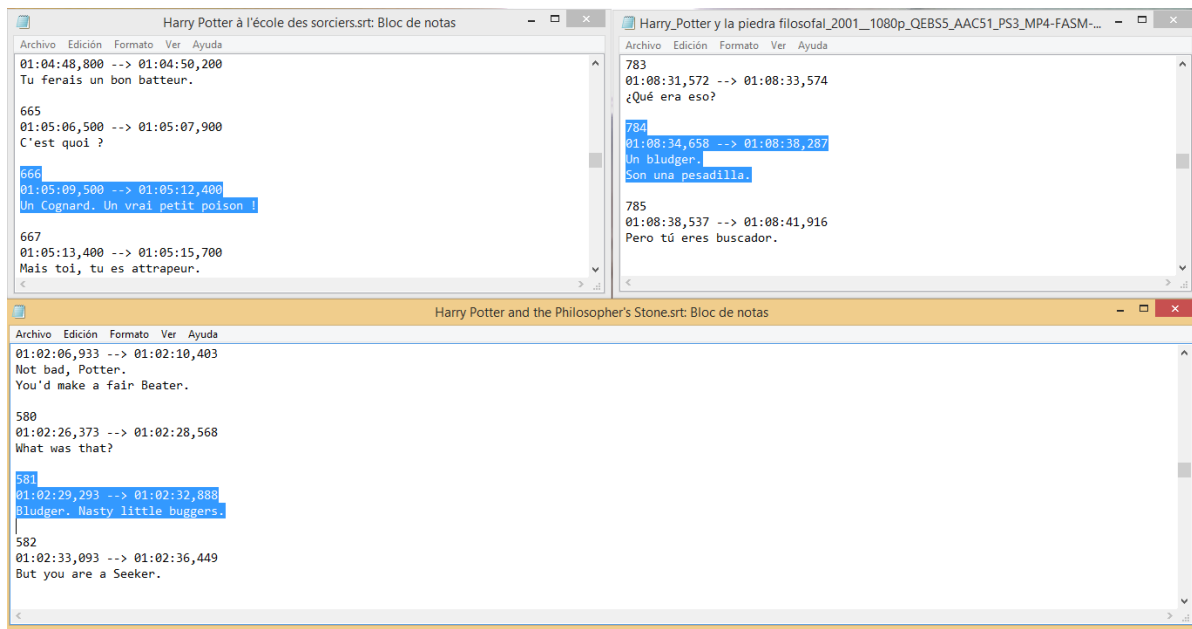 Harry Potter à l'école des sorciers.srt: Bloc de notas
Archivo Edición Formato Ver Ayuda
01:04:48,800 --> 01:04:50,200
Tu ferais un bon batteur.
665
01:05:06,500 --> 01:05:07,900
C'est quoi ?
666
01:05:09,500 --> 01:05:12,400
Un Cognard. Un vrai petit poison !
667
01:05:13,400 --> 01:05:15,700
Mais toi, tu es attrapeur.
Harry_Potter y la piedra filosofal_2001__1080p_QEBS5_AAC51_PS3_MP4-FASM-...
Archivo Edición Formato Ver Ayuda
783
01:08:31,572 --> 01:08:33,574
¿Qué era eso?
784
01:08:34,658 --> 01:08:38,287
Un bludger.
Son una pesadilla.
785
01:08:38,537 --> 01:08:41,916
Pero tú eres buscador.
Harry Potter and the Philosopher's Stone.srt: Bloc de notas
Archivo Edición Formato Ver Ayuda
01:02:06,933 --> 01:02:10,403
Not bad, Potter.
You'd make a fair Beater.
580
01:02:26,373 --> 01:02:28,568
What was that?
581
01:02:29,293 --> 01:02:32,888
Bludger. Nasty little buggers.
582
01:02:33,093 --> 01:02:36,449
But you are a Seeker.